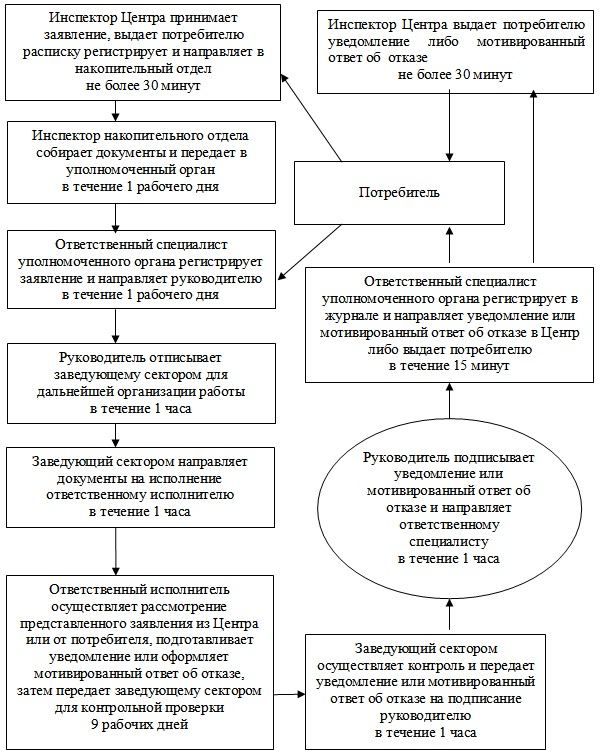 Инспектор Центра принимает
заявление, выдает потребителю
расписку регистрирует и направляет в
накопительный отдел
не более 30 минут
Инспектор накопительного отдела
собирает документы и передает в
уполномоченный орган
в течение 1 рабочего дня
Ответственный специалист
уполномоченного органа регистрирует
заявление и направляет руководителю
в течение 1 рабочего дня
Руководитель отписывает
заведующему сектором для
дальнейшей организации работы
в течение 1 часа
Заведующий сектором направляет
документы на исполнение
ответственному исполнителю
в течение 1 часа
Ответственный исполнитель
осуществляет рассмотрение
представленного заявления из Центра
или от потребителя, подготавливает
уведомление или оформляет
мотивированный ответ об отказе,
затем передает заведующему сектором
для контрольной проверки
9 рабочих дней
Инспектор Центра выдает потребителю
уведомление либо мотивированный
ответ об отказе
не более 30 минут
Потребитель
Ответственный специалист
уполномоченного органа регистрирует в
журнале и направляет уведомление или
мотивированный ответ об отказе в Центр
либо выдает потребителю
в течение 15 минут
Руководитель подписывает
уведомление или
мотивированный ответ об
отказе и направляет
ответственному
специалисту
в течение 1 часа
Заведующий сектором
осуществляет контроль и передает
уведомление или мотивированный
ответ об отказе на подписание
руководителю
в течение 1 часа